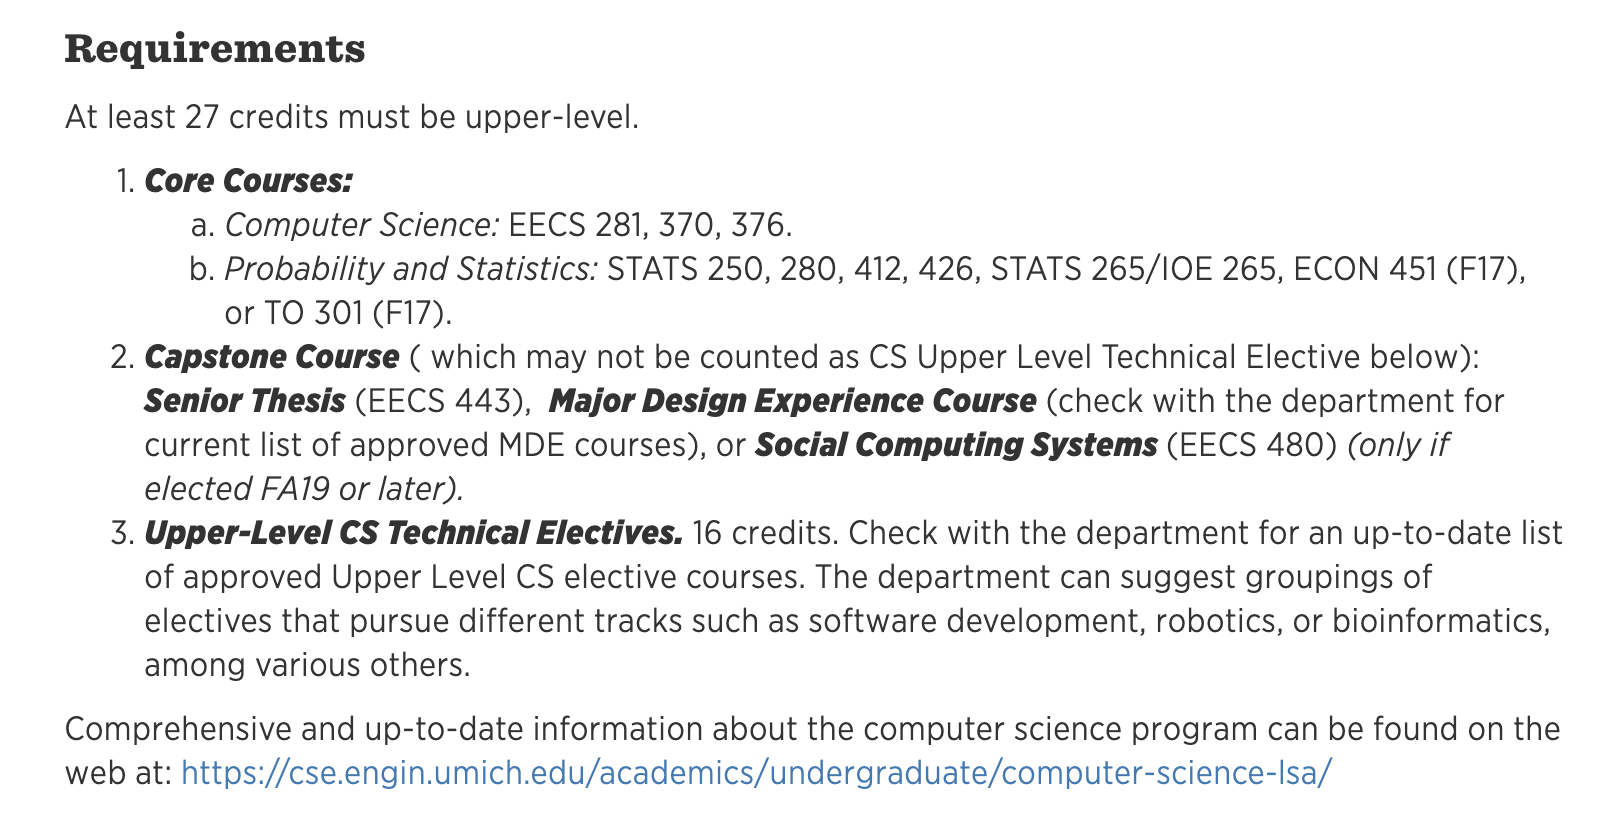 Requirements
At least 27 credits must be upper-level.
1. Core Courses:
a. Computer Science: EECS 281, 370, 376.
b. Probability and Statistics: STATS 250, 280, 412, 426, STATS 265/IOE 265, ECON 451 (F17),
or TO 301 (F17).
2. Capstone Course ( which may not be counted as CS Upper Level Technical Elective below):
Senior Thesis (EECS 443), Major Design Experience Course (check with the department for
current list of approved MDE courses), or Social Computing Systems (EECS 480) (only if
elected FA19 or later).
3. Upper-Level CS Technical Electives. 16 credits. Check with the department for an up-to-date list
of approved Upper Level CS elective courses. The department can suggest groupings of
electives that pursue different tracks such as software development, robotics, or bioinformatics,
among various others.
Comprehensive and up-to-date information about the computer science program can be found on the
web at: https://cse.engin.umich.edu/academics/undergraduate/computer-science-lsa/